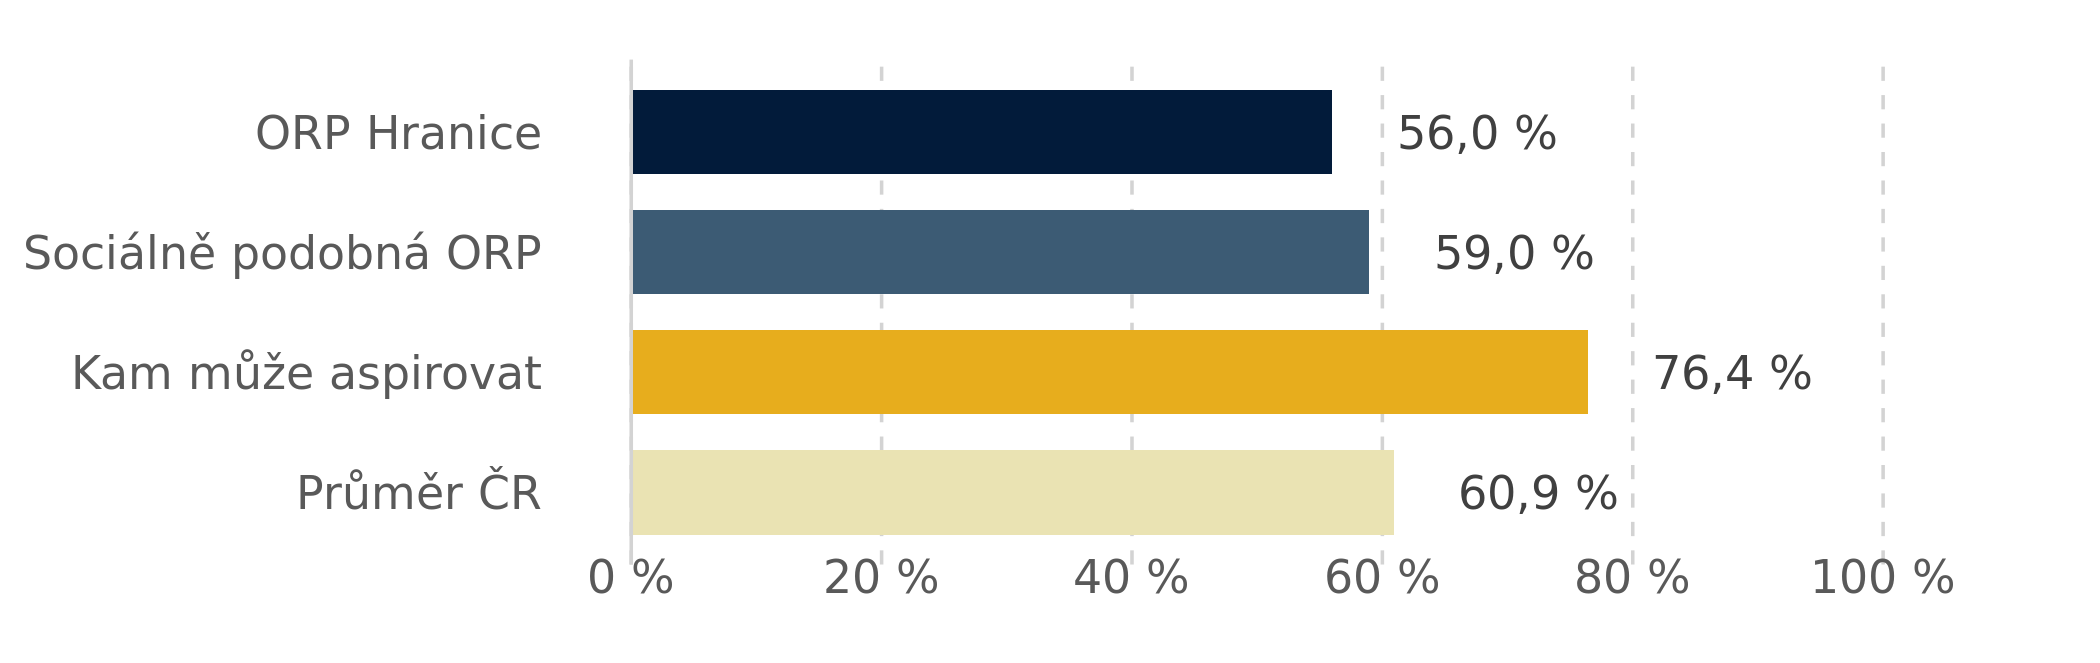 ORP Hranice 56,0 %
Sociálně podobná ORP 59,0 %
Kam může aspirovat 76,4 %
Průměr ČR 60,9 %
0 % 20 % 40 % 60 % 80 % 100 %